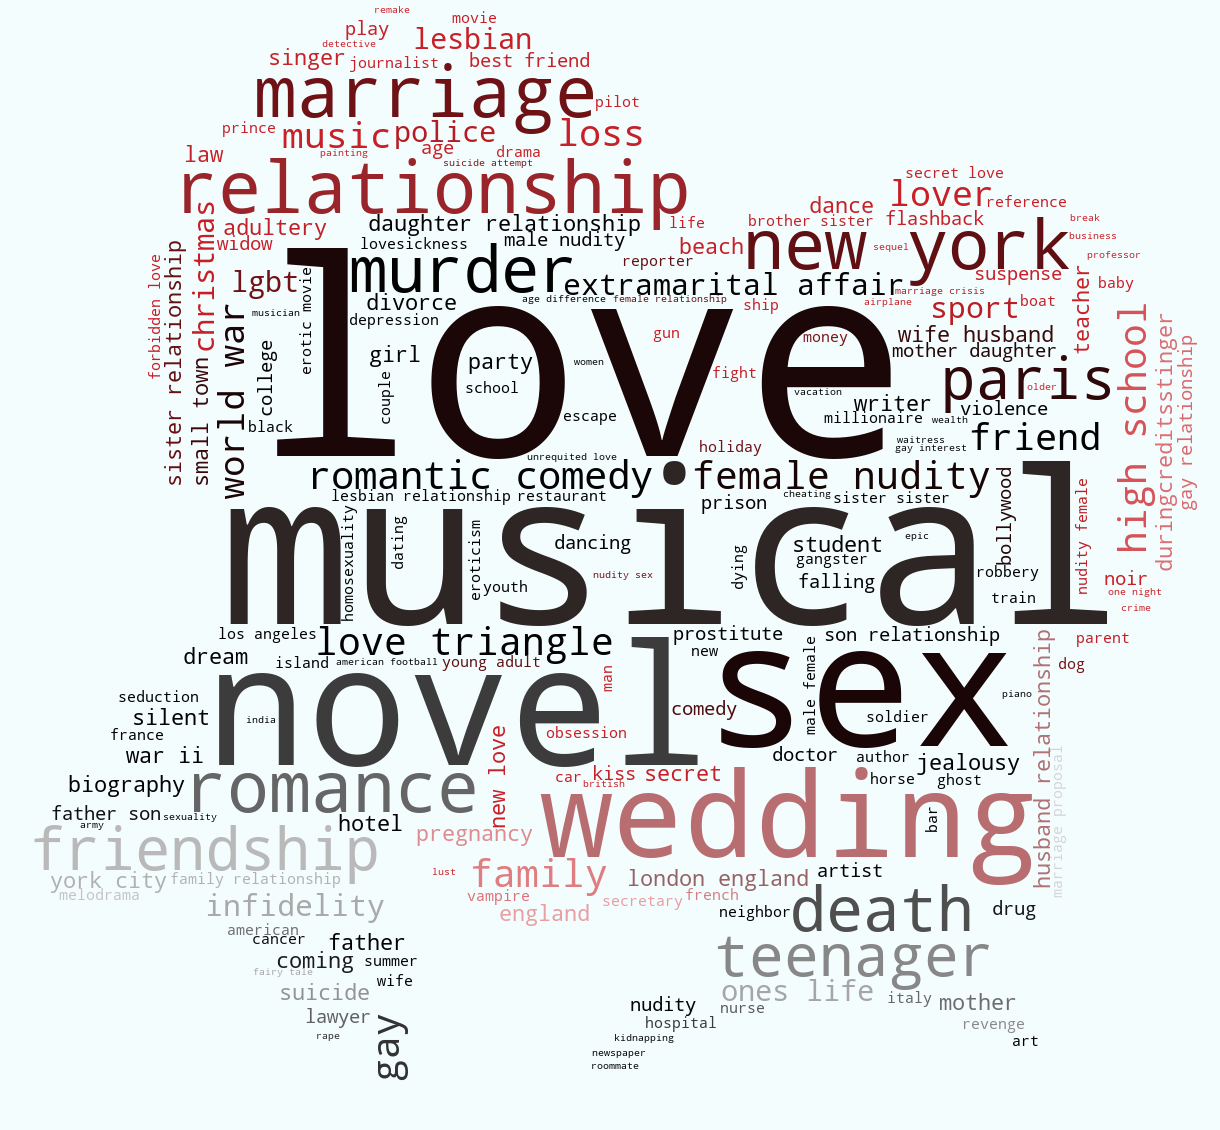 remake
movie
play
lesbian
detective
singer
journalist
best friend
marriage
pilot
prince
music
police
loss
law
painting
age
drama
suicide attempt
relationship
secret love
lover
reference
christmas
adultery
daughter relationship
life
dance
brother sister
flashback
break
widow
lovesickness
male nudity
beach
new york
sequel
business
professor
forbidden love
sister relationship
lgbt
erotic movie
murder
reporter
extramarital affair
marriage crisis
suspense
teacher
baby
musician
divorce
age difference
female relationship
ship
airplane
sport
boat
small town
world war
college
depression
love
gun
money
wife husband
high school
duringcreditsstinger
gay relationship
girl
party
women
mother daughter
couple
school
fight
vacation
paris
older
black
escape
writer
millionaire
wealth
violence
unrequited love
holiday
waitress
gay interest
friend
romantic comedy
female nudity
lesbian relationship
restaurant
prison
cheating
sister sister
bollywood
nudity female
homosexuality
dating
eroticism
musical
dancing
dying
student
epic
gangster
youth
nudity sex
falling
robbery
noir
train
one night
crime
los angeles
love triangle
prostitute
son relationship
parent
dream
island
american football
young adult
new
male female
husband relationship
dog
man
seduction
novel
sex
piano
silent
india
comedy
soldier
france
new love
obsession
war ii
doctor
author
jealousy
marriage proposal
biography
romance
car
kiss
secret
british
horse
ghost
wedding
father son
sexuality
army
hotel
pregnancy
bar
friendship
lust
family
york city
family relationship
london england
artist
melodrama
vampire
secretary
french
infidelity
england
neighbor
death
drug
american
cancer
father
teenager
coming
summer
fairy tale
wife
suicide
ones life
italy
mother
lawyer
nudity
nurse
gay
hospital
revenge
rape
kidnapping
art
newspaper
roommate